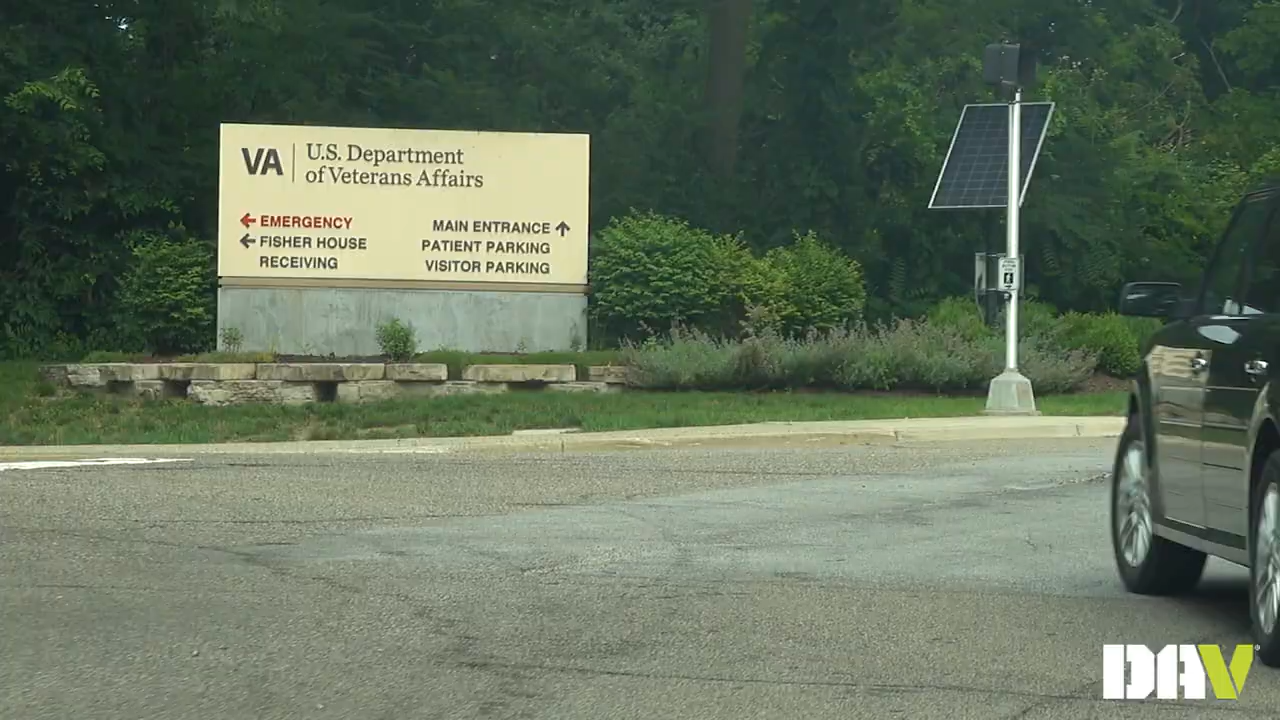 VA
U.S. Department
of Veterans Affairs
← EMERGENCY
← FISHER HOUSE
RECEIVING
MAIN ENTRANCE ↑
PATIENT PARKING
VISITOR PARKING
DAV